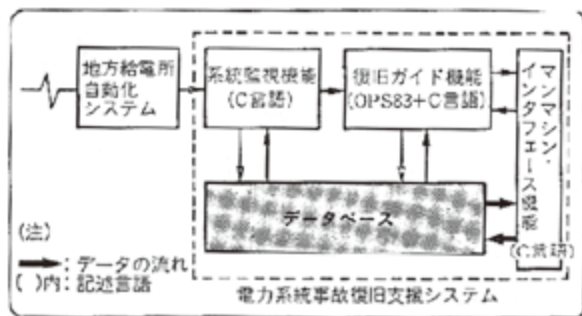 地方給電所
自動化
システム
系統監視機能
(C言語)
復旧ガイド機能
(OPS83+C言語)
マンマシン・
インタフェース機能
(C言語)
データベース
(注)
:データの流れ
( )内:記述言語
電力系統事故復旧支援システム